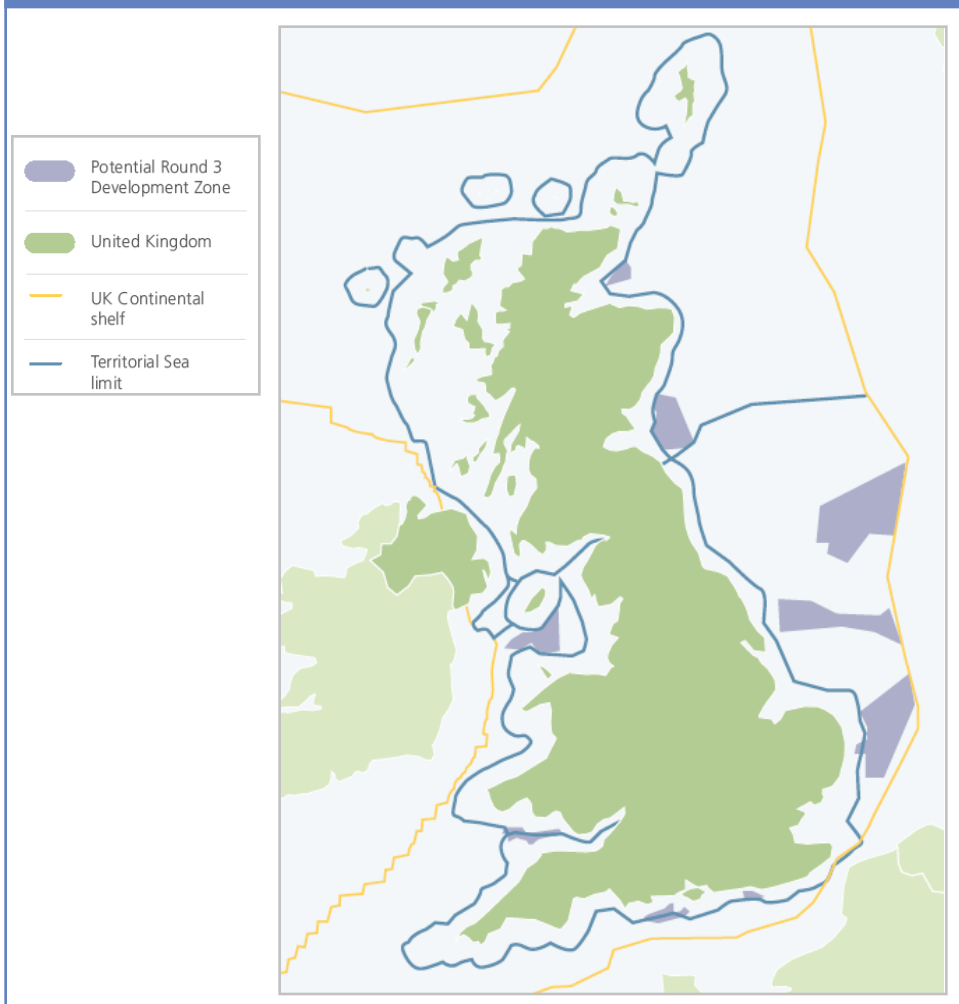 Potential Round 3
Development Zone
United Kingdom
UK Continental
shelf
Territorial Sea
limit